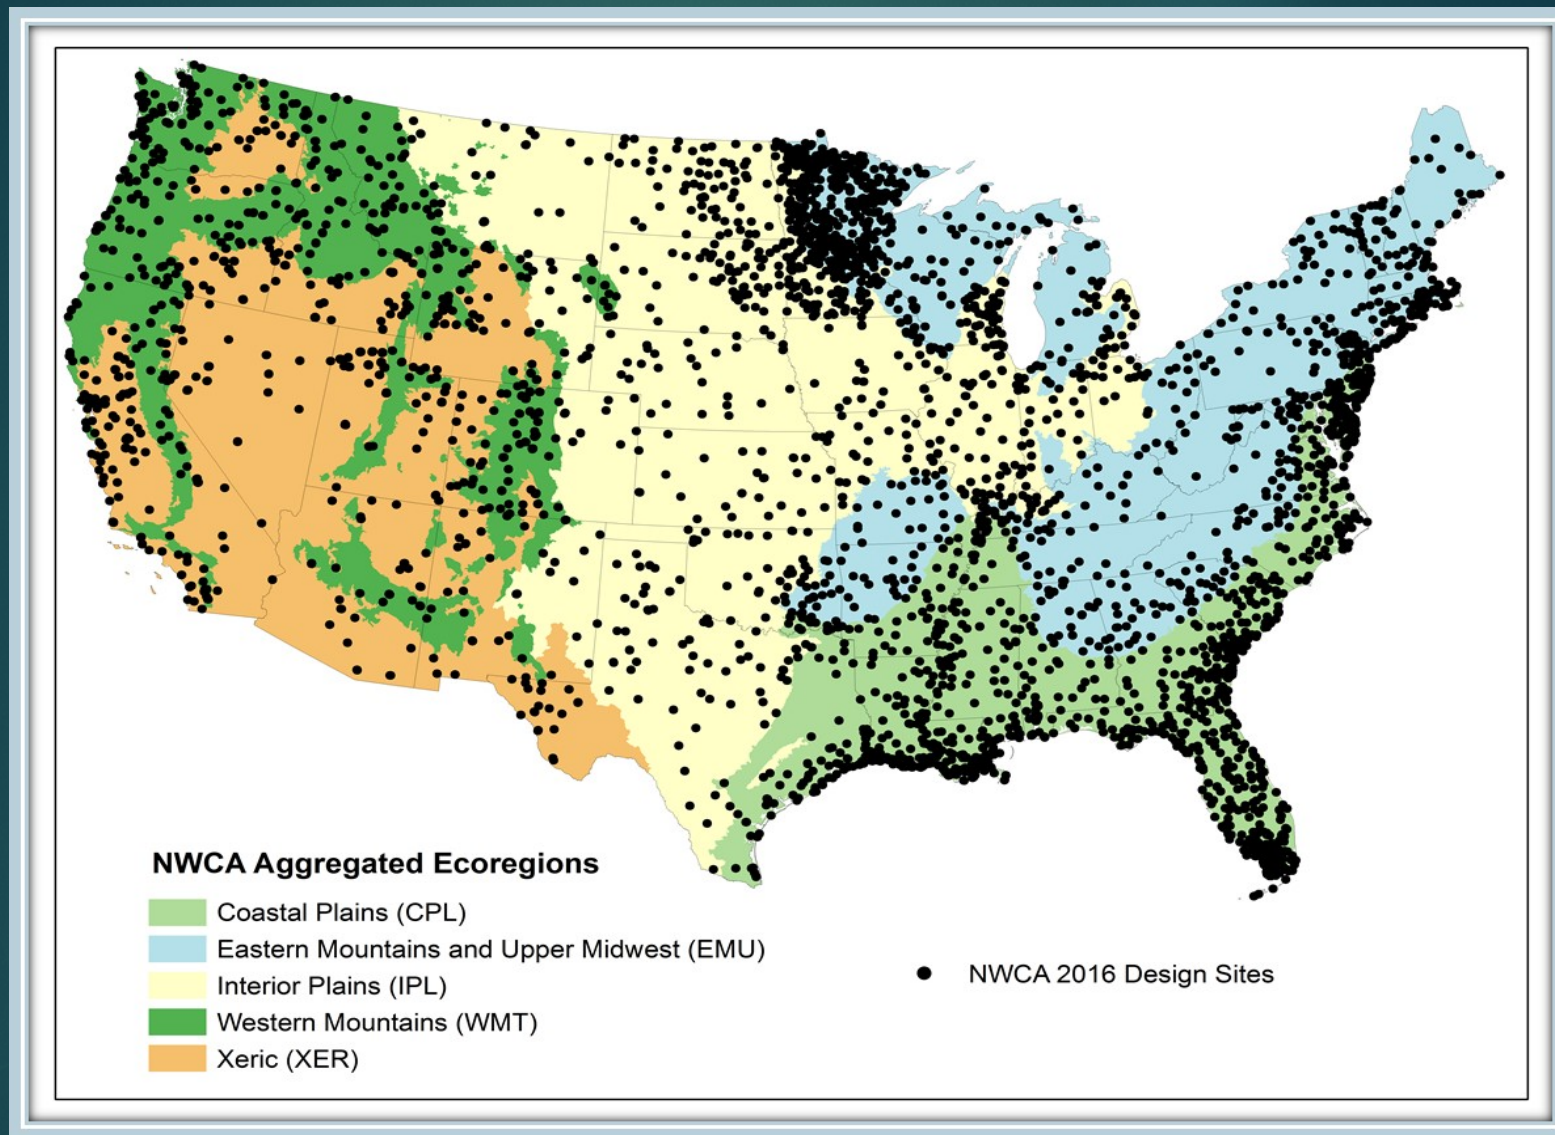 NWCA Aggregated Ecoregions
Coastal Plains (CPL)
Eastern Mountains and Upper Midwest (EMU)
Interior Plains (IPL)
Western Mountains (WMT)
Xeric (XER)
NWCA 2016 Design Sites